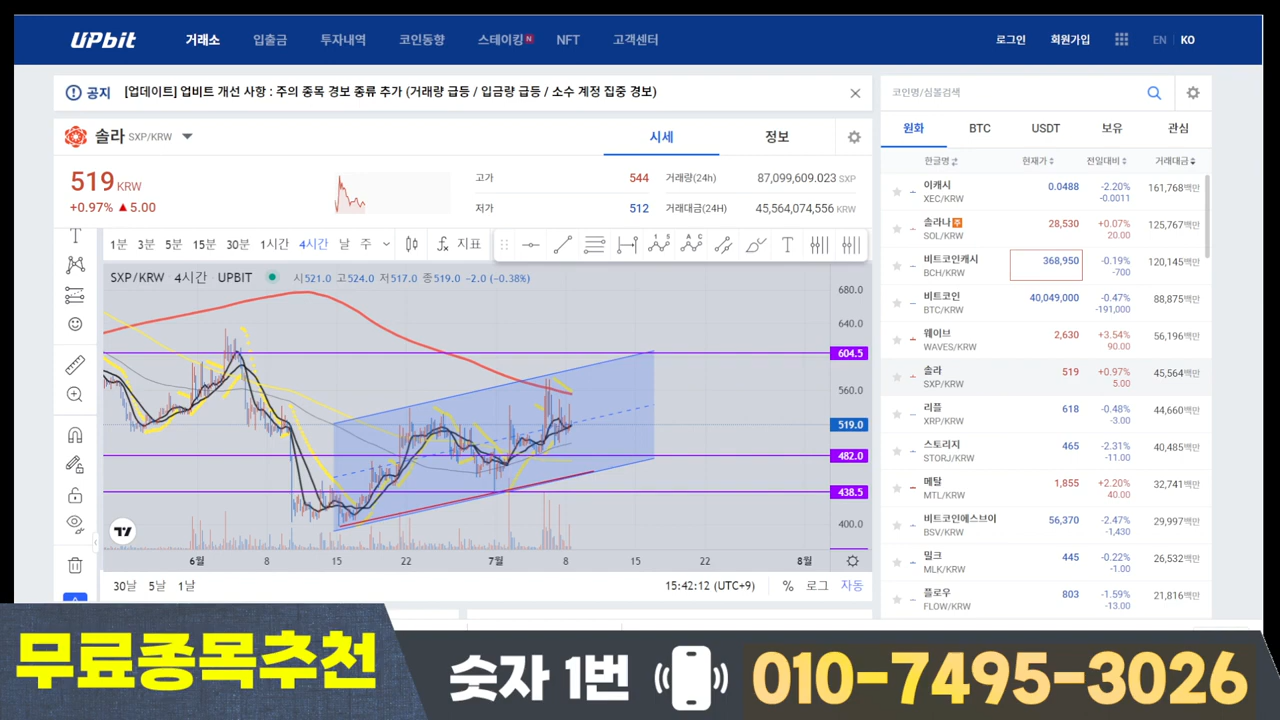 UPbit
거래소 입출금 투자내역 코인동향 스테이킹 N NFT 고객센터
로그인 회원가입 EN KO
공지 [업데이트] 업비트 개선 사항 : 주의 종목 경보 종류 추가 (거래량 급등 / 입금량 급등 / 소수 계정 집중 경보)
솔라 SXP/KRW
시세 정보
519 KRW
+0.97% ▲ 5.00
고가 544 거래량(24h) 87,099,609.023 SXP
저가 512 거래대금(24H) 45,564,074,556 KRW
1분 3분 5분 15분 30분 1시간 4시간 날 주 지표
SXP/KRW 4시간 UPBIT 시521.0 고524.0 저517.0 종519.0 -2.0 (-0.38%)
680.0
640.0
604.5
560.0
519.0
482.0
438.5
400.0
6월 8 15 22 7월 8 15 22 8월
30날 5날 1날
15:42:12 (UTC+9) % 로그 자동
코인명/심볼검색
원화 BTC USDT 보유 관심
한글명 현재가 전일대비 거래대금
이캐시 0.0488 -2.20% 161,768백만
XEC/KRW -0.0011
솔라나 주 28,530 +0.07% 125,767백만
SOL/KRW 20.00
비트코인캐시 368,950 -0.19% 120,145백만
BCH/KRW -700
비트코인 40,049,000 -0.47% 88,875백만
BTC/KRW -191,000
웨이브 2,630 +3.54% 56,196백만
WAVES/KRW 90.00
솔라 519 +0.97% 45,564백만
SXP/KRW 5.00
리플 618 -0.48% 44,660백만
XRP/KRW -3.00
스토리지 465 -2.31% 40,485백만
STORJ/KRW -11.00
메탈 1,855 +2.20% 32,741백만
MTL/KRW 40.00
비트코인에스브이 56,370 -2.47% 29,997백만
BSV/KRW -1,430
밀크 445 -0.22% 26,532백만
MLK/KRW -1.00
플로우 803 -1.59% 21,816백만
FLOW/KRW -13.00
무료종목추천
숫자 1번 010-7495-3026